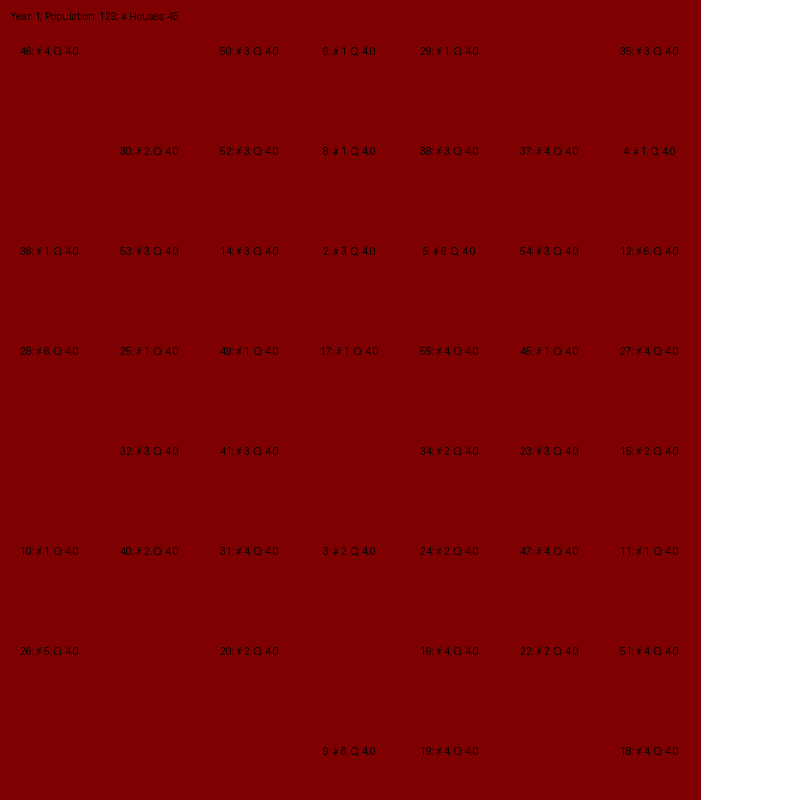 Year: 1; Population: 129; # Houses: 45
46; # 4; Q: 4.0 50; # 3; Q: 4.0 6; # 1; Q: 4.0 29; # 1; Q: 4.0 35; # 3; Q: 4.0
30; # 2; Q: 4.0 52; # 3; Q: 4.0 8; # 1; Q: 4.0 38; # 3; Q: 4.0 37; # 4; Q: 4.0 4; # 1; Q: 4.0
36; # 1; Q: 4.0 53; # 3; Q: 4.0 14; # 3; Q: 4.0 2; # 3; Q: 4.0 5; # 6; Q: 4.0 54; # 3; Q: 4.0 12; # 6; Q: 4.0
28; # 6; Q: 4.0 25; # 1; Q: 4.0 49; # 1; Q: 4.0 17; # 1; Q: 4.0 55; # 4; Q: 4.0 45; # 1; Q: 4.0 27; # 4; Q: 4.0
32; # 3; Q: 4.0 41; # 3; Q: 4.0 34; # 2; Q: 4.0 23; # 3; Q: 4.0 15; # 2; Q: 4.0
10; # 1; Q: 4.0 40; # 2; Q: 4.0 31; # 4; Q: 4.0 3; # 2; Q: 4.0 24; # 2; Q: 4.0 47; # 4; Q: 4.0 11; # 1; Q: 4.0
26; # 5; Q: 4.0 20; # 2; Q: 4.0 16; # 4; Q: 4.0 22; # 2; Q: 4.0 51; # 4; Q: 4.0
9; # 6; Q: 4.0 19; # 4; Q: 4.0 18; # 4; Q: 4.0